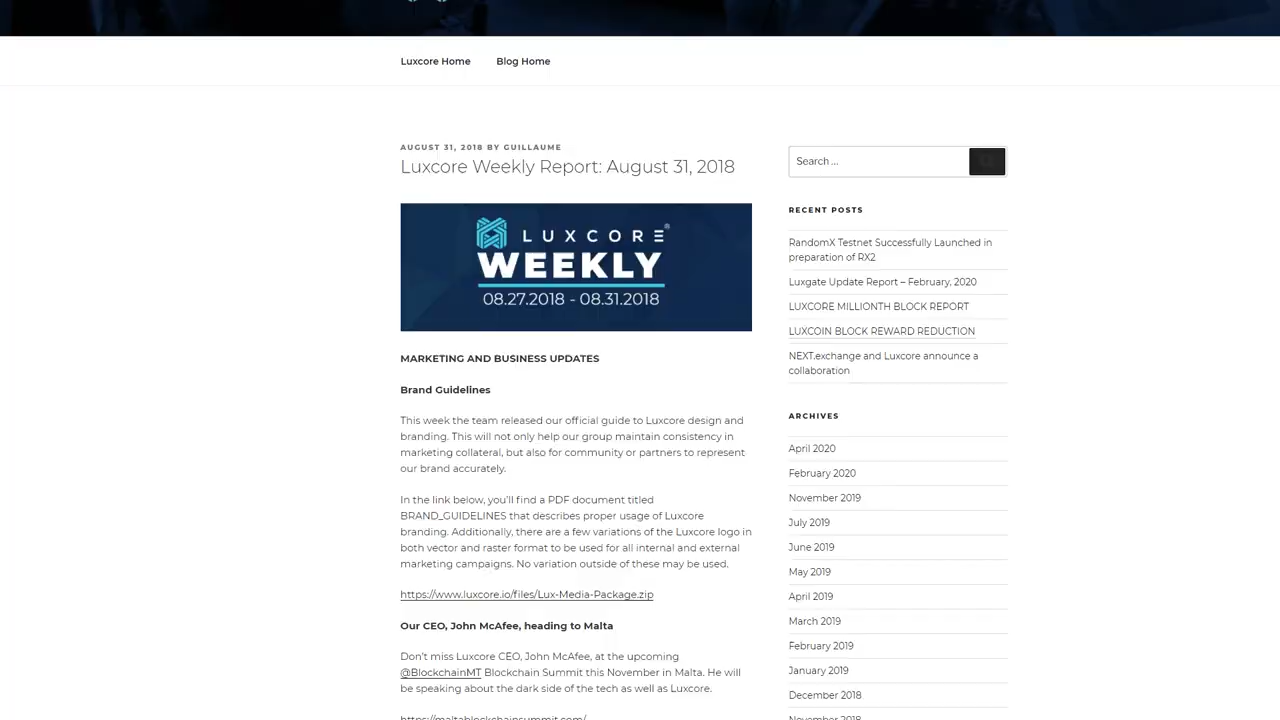 Luxcore Home
Blog Home
AUGUST 31, 2018 BY GUILLAUME
Luxcore Weekly Report: August 31, 2018
LUXCORE®
WEEKLY
08.27.2018 - 08.31.2018
MARKETING AND BUSINESS UPDATES
Brand Guidelines
This week the team released our official guide to Luxcore design and
branding. This will not only help our group maintain consistency in
marketing collateral, but also for community or partners to represent
our brand accurately.
In the link below, you'll find a PDF document titled
BRAND_GUIDELINES that describes proper usage of Luxcore
branding. Additionally, there are a few variations of the Luxcore logo in
both vector and raster format to be used for all internal and external
marketing campaigns. No variation outside of these may be used.
https://www.luxcore.io/files/Lux-Media-Package.zip
Our CEO, John McAfee, heading to Malta
Don't miss Luxcore CEO, John McAfee, at the upcoming
@BlockchainMT Blockchain Summit this November in Malta. He will
be speaking about the dark side of the tech as well as Luxcore.
https://maltablockchainsummit.com/
Search ...
RECENT POSTS
RandomX Testnet Successfully Launched in
preparation of RX2
Luxgate Update Report – February, 2020
LUXCORE MILLIONTH BLOCK REPORT
LUXCOIN BLOCK REWARD REDUCTION
NEXT.exchange and Luxcore announce a
collaboration
ARCHIVES
April 2020
February 2020
November 2019
July 2019
June 2019
May 2019
April 2019
March 2019
February 2019
January 2019
December 2018
November 2018